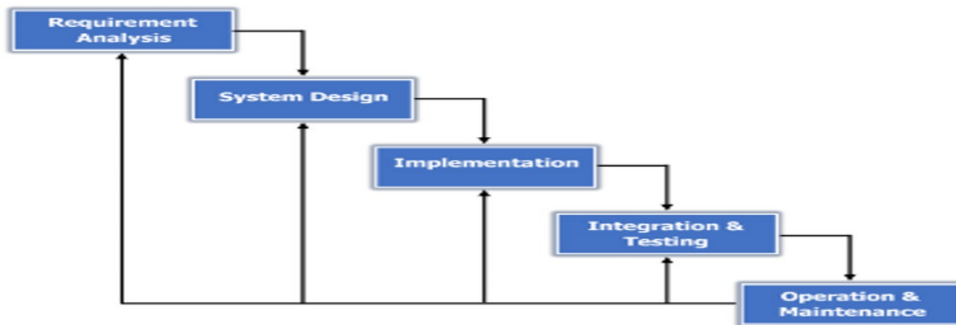 Requirement
Analysis
System Design
Implementation
Integration &
Testing
Operation &
Maintenance